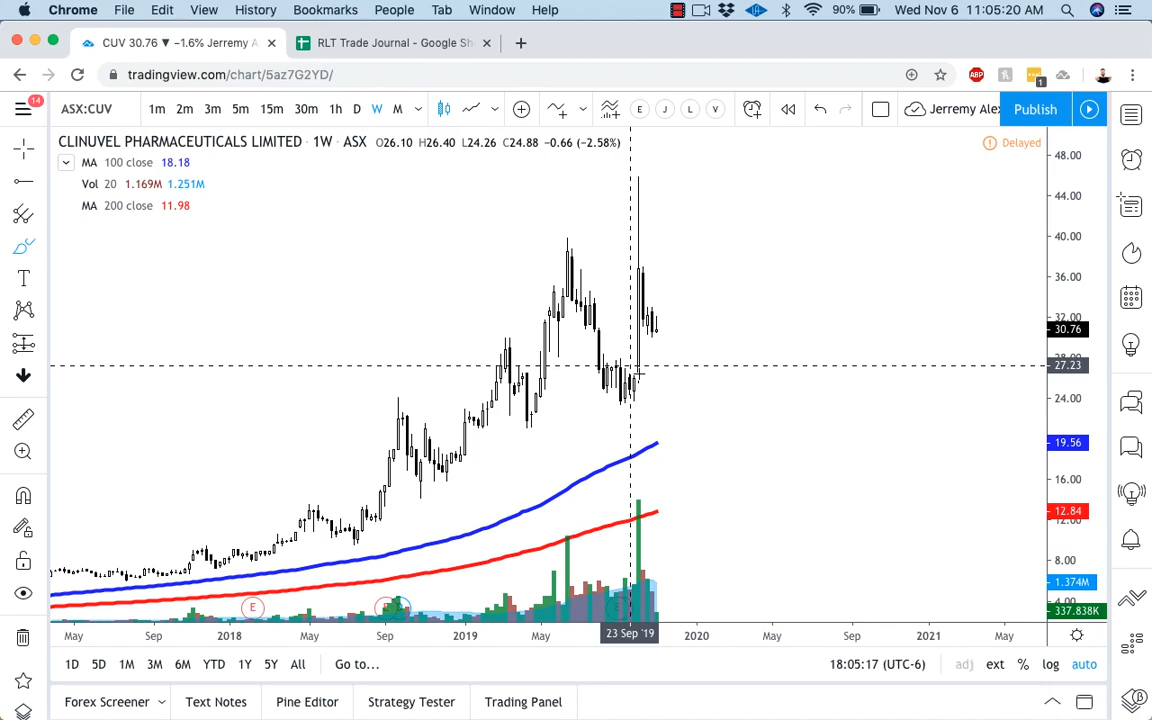 Chrome File Edit View History Bookmarks People Tab Window Help 90% Wed Nov 6 11:05:20 AM
CUV 30.76 ▼ −1.6% Jerremy A
RLT Trade Journal - Google Sh
tradingview.com/chart/5az7G2YD/
14 ASX:CUV 1m 2m 3m 5m 15m 30m 1h D W M E J L V Jerremy Alex Publish
CLINUVEL PHARMACEUTICALS LIMITED · 1W · ASX O26.10 H26.40 L24.26 C24.88 −0.66 (−2.58%) Delayed
MA 100 close 18.18
Vol 20 1.169M 1.251M
MA 200 close 11.98
48.00
44.00
40.00
36.00
32.00
30.76
28.00
27.23
24.00
19.56
16.00
12.84
12.00
8.00
1.374M
4.00
337.838K
E
May Sep 2018 May Sep 2019 May 23 Sep '19 2020 May Sep 2021 May
1D 5D 1M 3M 6M YTD 1Y 5Y All Go to... 18:05:17 (UTC-6) adj ext % log auto
Forex Screener Text Notes Pine Editor Strategy Tester Trading Panel